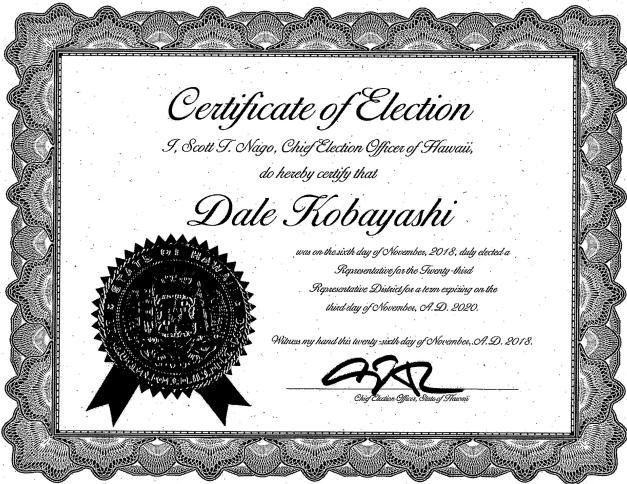 Certificate of Election
I, Scott T. Nago, Chief Election Officer of Hawaii,
do hereby certify that
Dale Kobayashi
was on the sixth day of November, 2018, duly elected a
Representative for the Twenty-third
Representative District for a term expiring on the
third day of November, A.D. 2020.
Witness my hand this twenty-sixth day of November, A.D. 2018.
Chief Election Officer, State of Hawaii
STATE OF HAWAII